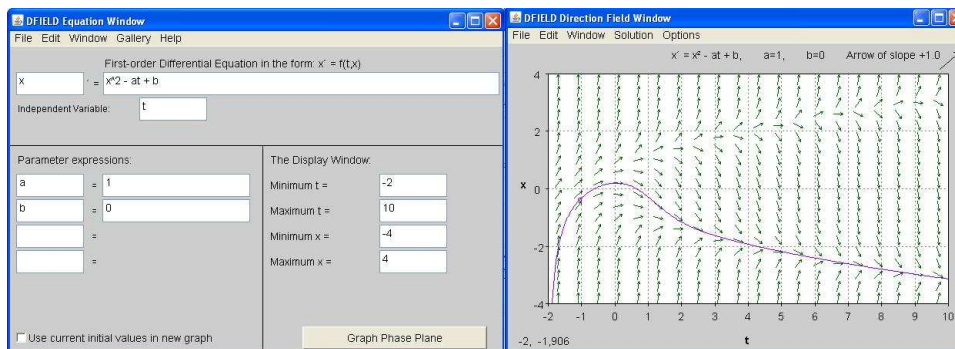 DFIELD Equation Window
File Edit Window Gallery Help
First-order Differential Equation in the form: x´ = f(t,x)
x ´ = x^2 - at + b
Independent Variable: t
Parameter expressions:
a = 1
b = 0
=
=
The Display Window:
Minimum t = -2
Maximum t = 10
Minimum x = -4
Maximum x = 4
Use current initial values in new graph
Graph Phase Plane
DFIELD Direction Field Window
File Edit Window Solution Options
x´ = x² - at + b, a=1, b=0 Arrow of slope +1.0
4
2
x 0
-2
-4
-2 -1 0 1 2 3 4 5 6 7 8 9 10
-2, -1,906 t